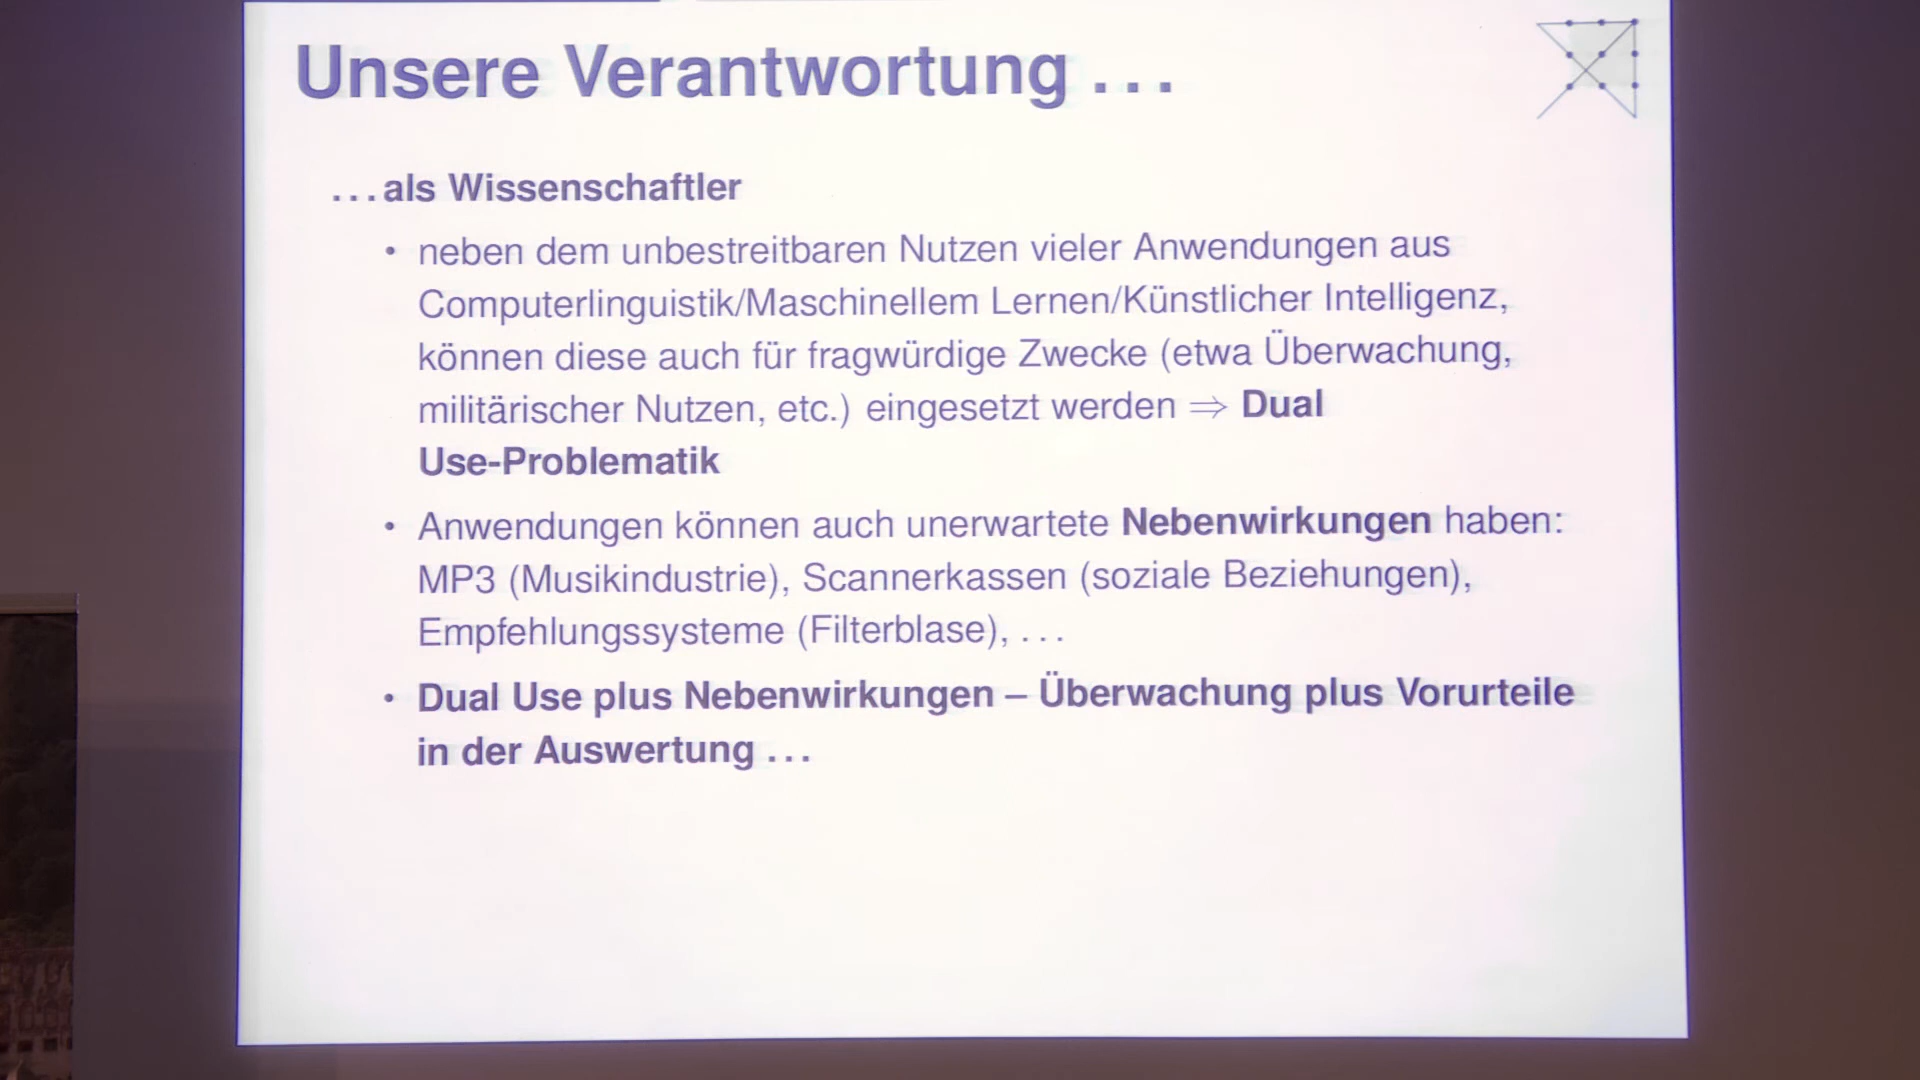 Unsere Verantwortung . . .
. . . als Wissenschaftler
• neben dem unbestreitbaren Nutzen vieler Anwendungen aus
Computerlinguistik/Maschinellem Lernen/Künstlicher Intelligenz,
können diese auch für fragwürdige Zwecke (etwa Überwachung,
militärischer Nutzen, etc.) eingesetzt werden ⇒ Dual
Use-Problematik
• Anwendungen können auch unerwartete Nebenwirkungen haben:
MP3 (Musikindustrie), Scannerkassen (soziale Beziehungen),
Empfehlungssysteme (Filterblase), . . .
• Dual Use plus Nebenwirkungen – Überwachung plus Vorurteile
in der Auswertung . . .